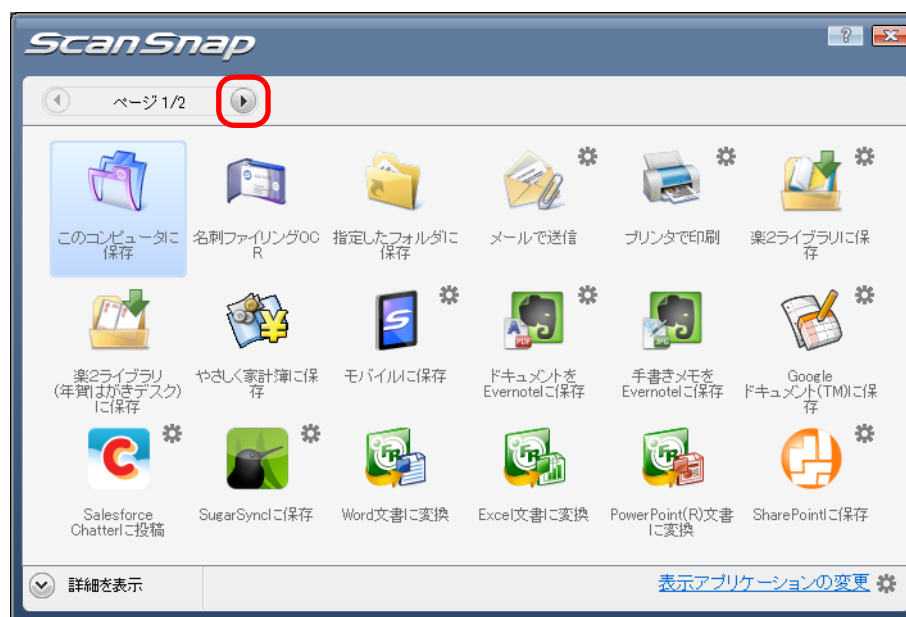 ScanSnap
?
ページ 1/2
このコンピュータに
保存
名刺ファイリングOC
R
指定したフォルダに
保存
メールで送信
プリンタで印刷
楽2ライブラリに保
存
楽2ライブラリ
(年賀はがきデスク)
に保存
やさしく家計簿に保
存
モバイルに保存
ドキュメントを
Evernoteに保存
手書きメモを
Evernoteに保存
Google
ドキュメント(TM)に保
存
Salesforce
Chatterに投稿
SugarSyncに保存
Word文書に変換
Excel文書に変換
PowerPoint(R)文書
に変換
SharePointに保存
詳細を表示
表示アプリケーションの変更